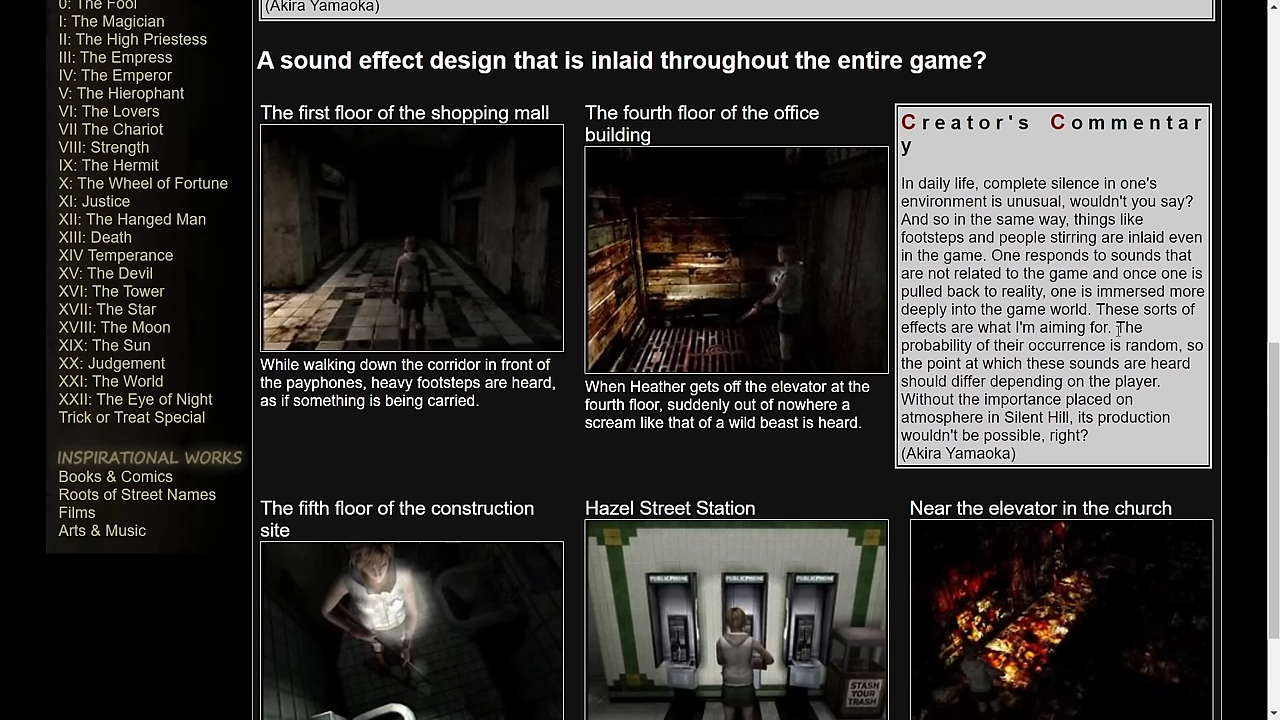 0: The Fool
I: The Magician
II: The High Priestess
III: The Empress
IV: The Emperor
V: The Hierophant
VI: The Lovers
VII The Chariot
VIII: Strength
IX: The Hermit
X: The Wheel of Fortune
XI: Justice
XII: The Hanged Man
XIII: Death
XIV Temperance
XV: The Devil
XVI: The Tower
XVII: The Star
XVIII: The Moon
XIX: The Sun
XX: Judgement
XXI: The World
XXII: The Eye of Night
Trick or Treat Special
INSPIRATIONAL WORKS
Books & Comics
Roots of Street Names
Films
Arts & Music
(Akira Yamaoka)
A sound effect design that is inlaid throughout the entire game?
The first floor of the shopping mall
While walking down the corridor in front of
the payphones, heavy footsteps are heard,
as if something is being carried.
The fourth floor of the office
building
When Heather gets off the elevator at the
fourth floor, suddenly out of nowhere a
scream like that of a wild beast is heard.
Creator's Commentar
y
In daily life, complete silence in one's
environment is unusual, wouldn't you say?
And so in the same way, things like
footsteps and people stirring are inlaid even
in the game. One responds to sounds that
are not related to the game and once one is
pulled back to reality, one is immersed more
deeply into the game world. These sorts of
effects are what I'm aiming for. The
probability of their occurrence is random, so
the point at which these sounds are heard
should differ depending on the player.
Without the importance placed on
atmosphere in Silent Hill, its production
wouldn't be possible, right?
(Akira Yamaoka)
The fifth floor of the construction
site
Hazel Street Station
PUBLIC PHONE
PUBLIC PHONE
PUBLIC PHONE
STASH
YOUR
TRASH
Near the elevator in the church